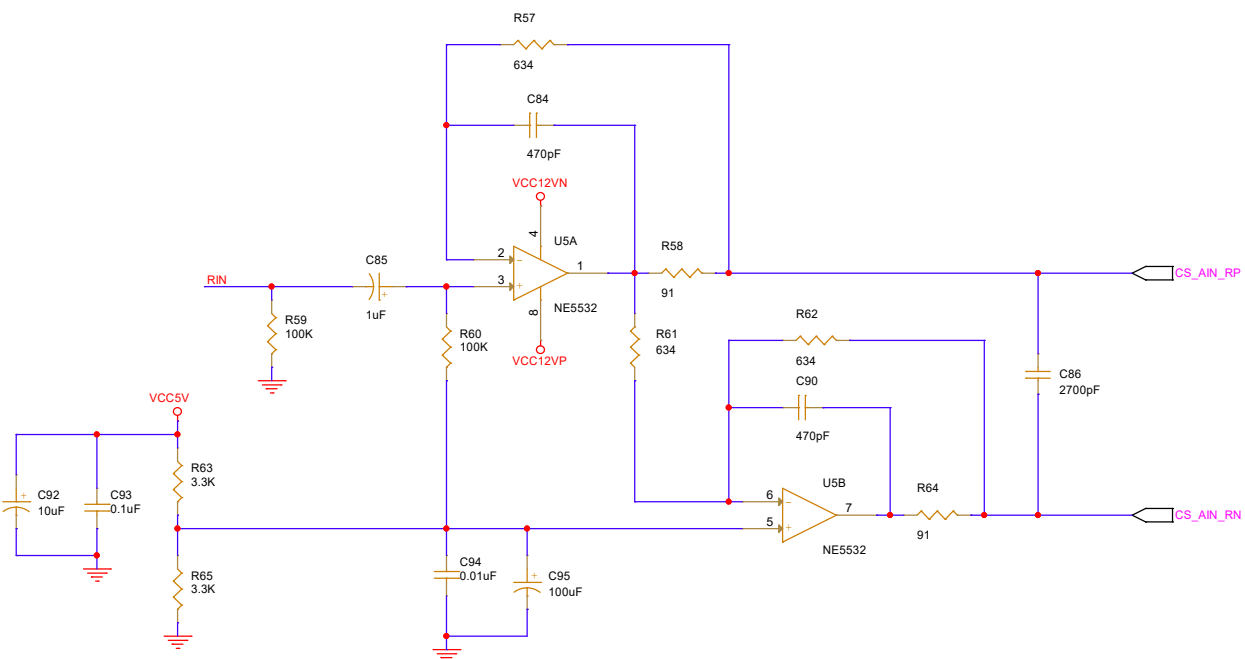 R57
634
C84
470pF
VCC12VN
4
U5A
2
1
3
8
NE5532
VCC12VP
R58
91
CS_AIN_RP
RIN
C85
1uF
R59
100K
R60
100K
R61
634
R62
634
C90
470pF
C86
2700pF
VCC5V
C92
10uF
C93
0.1uF
R63
3.3K
R65
3.3K
C94
0.01uF
C95
100uF
6
5
7
U5B
NE5532
R64
91
CS_AIN_RN